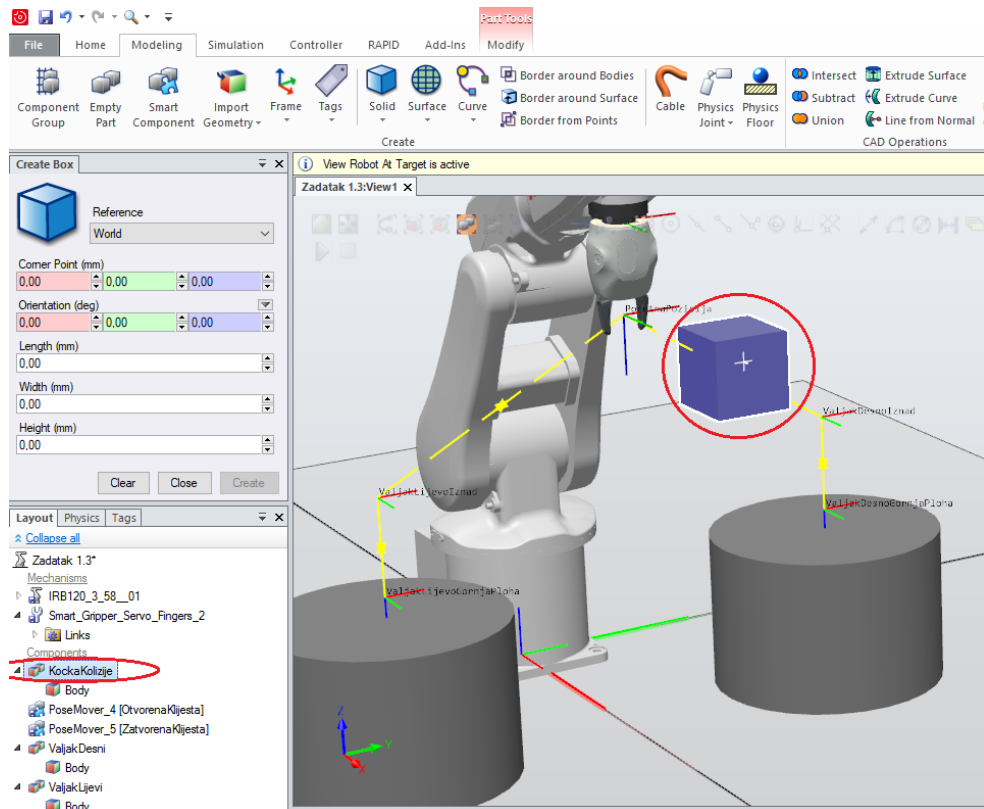 Part Tools
File Home Modeling Simulation Controller RAPID Add-Ins Modify
Component Group
Empty Part
Smart Component
Import Geometry
Frame
Tags
Solid
Surface
Curve
Border around Bodies
Border around Surface
Border from Points
Create
Cable
Physics Joint
Physics Floor
Intersect
Subtract
Union
Extrude Surface
Extrude Curve
Line from Normal
CAD Operations
Create Box
Reference
World
Corner Point (mm)
0,00 0,00 0,00
Orientation (deg)
0,00 0,00 0,00
Length (mm)
0,00
Width (mm)
0,00
Height (mm)
0,00
Clear Close Create
Layout Physics Tags
Collapse all
Zadatak 1.3*
Mechanisms
IRB120_3_58__01
Smart_Gripper_Servo_Fingers_2
Links
Components
KockaKolizije
Body
PoseMover_4 [OtvorenaKlijesta]
PoseMover_5 [ZatvorenaKlijesta]
ValjakDesni
Body
ValjakLijevi
Body
View Robot At Target is active
Zadatak 1.3:View1
ValjakDesnoIznad
ValjakLijevoIznad
ValjakDesnoGornjaPloha
ValjakLijevoGornjaPloha
Z
Y
X